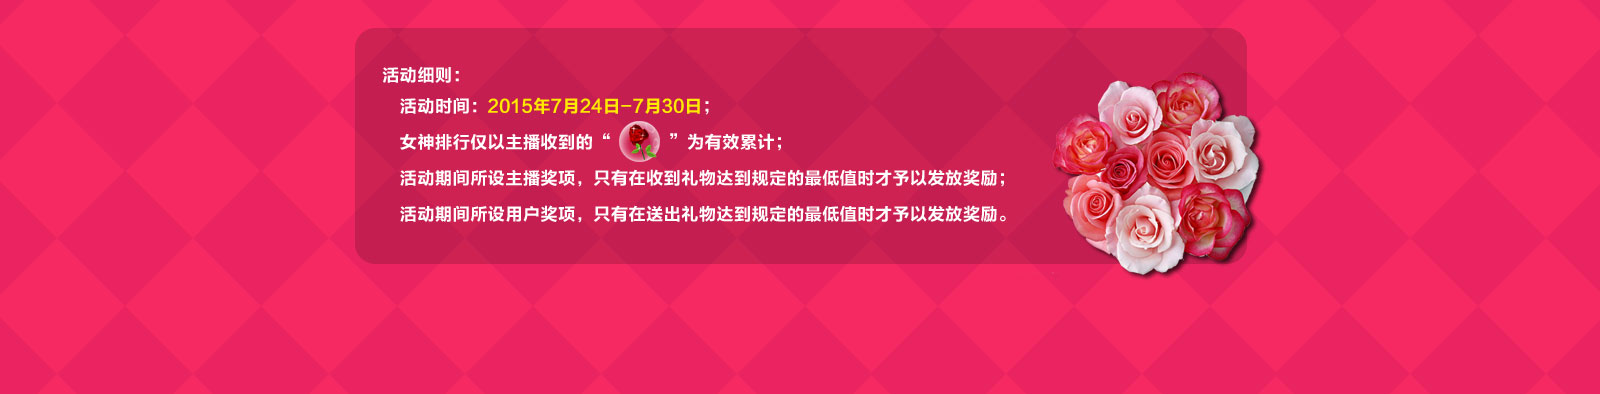 活动细则：
活动时间：2015年7月24日-7月30日；
女神排行仅以主播收到的“ ”为有效累计；
活动期间所设主播奖项，只有在收到礼物达到规定的最低值时才予以发放奖励；
活动期间所设用户奖项，只有在送出礼物达到规定的最低值时才予以发放奖励。